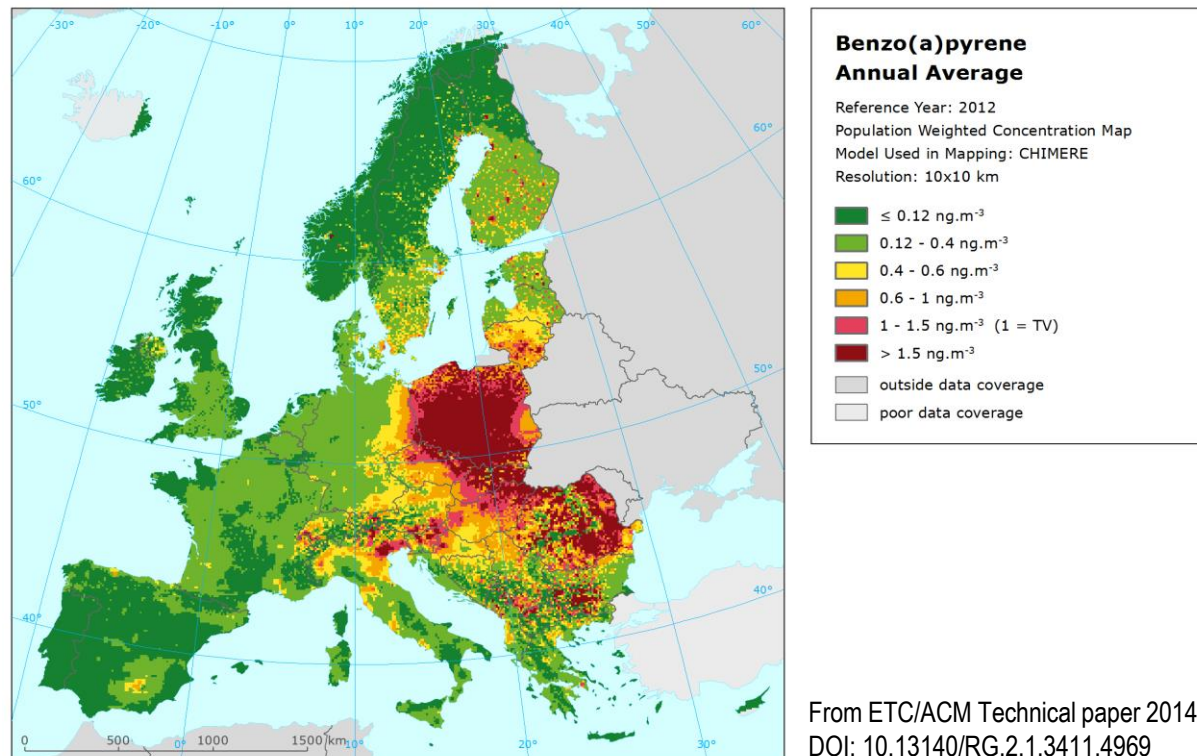 -30°
-20°
-10°
0°
10°
20°
30°
40°
50°
60°
60°
60°
50°
50°
40°
40°
0 500 0° 1000 10° 1500 km 20° 30°
Benzo(a)pyrene
Annual Average
Reference Year: 2012
Population Weighted Concentration Map
Model Used in Mapping: CHIMERE
Resolution: 10x10 km
≤ 0.12 ng.m⁻³
0.12 - 0.4 ng.m⁻³
0.4 - 0.6 ng.m⁻³
0.6 - 1 ng.m⁻³
1 - 1.5 ng.m⁻³ (1 = TV)
> 1.5 ng.m⁻³
outside data coverage
poor data coverage
From ETC/ACM Technical paper 2014
DOI: 10.13140/RG.2.1.3411.4969